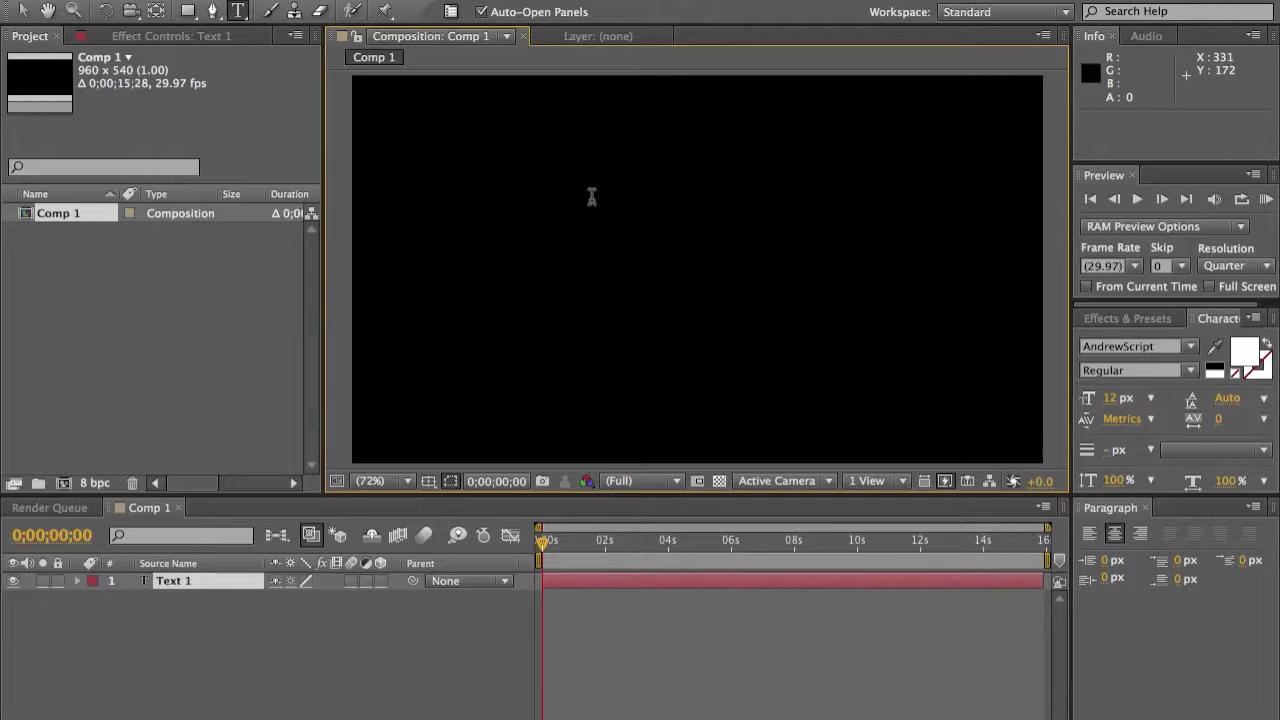 Auto-Open Panels
Workspace: Standard
Search Help
Project ×
Effect Controls: Text 1
Composition: Comp 1
Layer: (none)
Info ×
Audio
Comp 1
960 x 540 (1.00)
Δ 0;00;15;28, 29.97 fps
Comp 1
R:
G:
B:
A: 0
X: 331
Y: 172
Preview ×
RAM Preview Options
Frame Rate Skip Resolution
(29.97) 0 Quarter
From Current Time Full Screen
Name Type Size Duration
Comp 1 Composition Δ 0;0
Effects & Presets Charact
AndrewScript
Regular
12 px Auto
Metrics 0
- px
100 % 100 %
8 bpc
(72%) 0;00;00;00 (Full) Active Camera 1 View +0.0
Render Queue Comp 1 ×
Paragraph ×
0;00;00;00
:00s 02s 04s 06s 08s 10s 12s 14s 16
0 px 0 px 0 px
0 px 0 px
# Source Name Parent
1 T Text 1 None